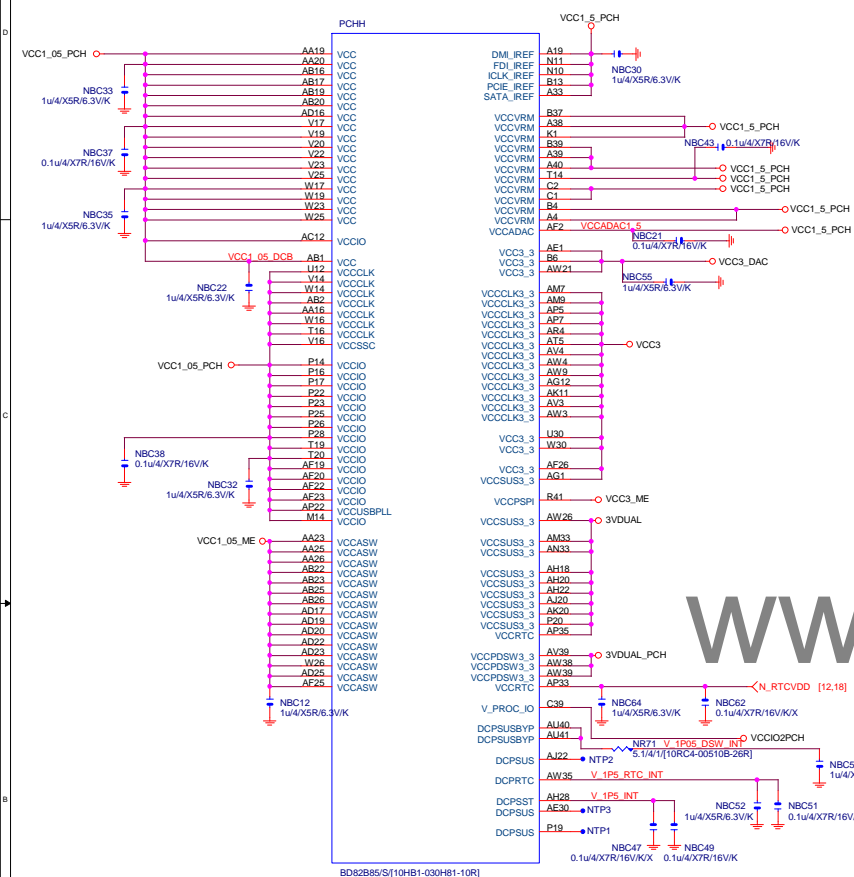 PCHH
VCC1_5_PCH
D
VCC1_05_PCH
AA19 VCC
AA20 VCC
AB16 VCC
AB17 VCC
AB19 VCC
AB20 VCC
AD16 VCC
V17 VCC
V19 VCC
V20 VCC
V22 VCC
V23 VCC
V25 VCC
W17 VCC
W19 VCC
W23 VCC
W25 VCC
AC12 VCCIO
NBC33
1u/4/X5R/6.3V/K
NBC37
0.1u/4/X7R/16V/K
NBC35
1u/4/X5R/6.3V/K
VCC1_05_DCB
AB1 VCC
U12 VCCCLK
V14 VCCCLK
W14 VCCCLK
AB2 VCCCLK
AA16 VCCCLK
W16 VCCCLK
T16 VCCCLK
V16 VCCSSC
NBC22
1u/4/X5R/6.3V/K
VCC1_05_PCH
C
P14 VCCIO
P16 VCCIO
P17 VCCIO
P22 VCCIO
P23 VCCIO
P25 VCCIO
P26 VCCIO
P28 VCCIO
T19 VCCIO
T20 VCCIO
AF19 VCCIO
AF20 VCCIO
AF22 VCCIO
AF23 VCCIO
AP22 VCCUSBPLL
M14 VCCIO
NBC38
0.1u/4/X7R/16V/K
NBC32
1u/4/X5R/6.3V/K
VCC1_05_ME
AA23 VCCASW
AA25 VCCASW
AA26 VCCASW
AB22 VCCASW
AB23 VCCASW
AB25 VCCASW
AB26 VCCASW
AD17 VCCASW
AD19 VCCASW
AD20 VCCASW
AD22 VCCASW
AD23 VCCASW
W26 VCCASW
AD25 VCCASW
AF25 VCCASW
NBC12
1u/4/X5R/6.3V/K
B
DMI_IREF A19
FDI_IREF N11
ICLK_IREF N10
PCIE_IREF B13
SATA_IREF A33
NBC30
1u/4/X5R/6.3V/K
VCCVRM B37
VCCVRM A38
VCCVRM K1
VCCVRM B39
VCCVRM A39
VCCVRM A40
VCCVRM T14
VCCVRM C2
VCCVRM C1
VCCVRM B4
VCCVRM A4
VCCADAC AF2
VCC1_5_PCH
NBC43 0.1u/4/X7R/16V/K
VCC1_5_PCH
VCC1_5_PCH
VCC1_5_PCH
VCC1_5_PCH
VCCADAC1_5
VCC1_5_PCH
NBC21
0.1u/4/X7R/16V/K
VCC3_3 AE1
VCC3_3 B6
VCC3_3 AW21
VCC3_DAC
NBC55
1u/4/X5R/6.3V/K
VCCCLK3_3 AM7
VCCCLK3_3 AM9
VCCCLK3_3 AP5
VCCCLK3_3 AP7
VCCCLK3_3 AR4
VCCCLK3_3 AT5
VCCCLK3_3 AV4
VCCCLK3_3 AW4
VCCCLK3_3 AW9
VCCCLK3_3 AG12
VCCCLK3_3 AK11
VCCCLK3_3 AV3
VCCCLK3_3 AW3
VCC3
VCC3_3 U30
VCC3_3 W30
VCC3_3 AF26
VCCSUS3_3 AG1
VCCPSPI R41
VCC3_ME
VCCSUS3_3 AW26
3VDUAL
VCCSUS3_3 AM33
VCCSUS3_3 AN33
VCCSUS3_3 AH18
VCCSUS3_3 AH20
VCCSUS3_3 AH22
VCCSUS3_3 AJ20
VCCSUS3_3 AK20
VCCSUS3_3 P20
VCCRTC AP35
VCCPDSW3_3 AV39
VCCPDSW3_3 AW38
VCCPDSW3_3 AW39
3VDUAL_PCH
VCCRTC AP33
N_RTCVDD [12,18]
NBC64
1u/4/X5R/6.3V/K
NBC62
0.1u/4/X7R/16V/K/X
V_PROC_IO C39
VCCIO2PCH
DCPSUSBYP AU40
DCPSUSBYP AU41
NR71 V_1P05_DSW_INT
5.1/4/1/[10RC4-00510B-26R]
DCPSUS AJ22
NTP2
DCPRTC AW35
V_1P5_RTC_INT
DCPSST AH28
V_1P5_INT
DCPSUS AE30
NTP3
DCPSUS P19
NTP1
NBC52
1u/4/X5R/6.3V/K
NBC51
0.1u/4/X7R/16V/
NBC47
0.1u/4/X7R/16V/K/X
NBC49
0.1u/4/X7R/16V/K
NBC5
1u/4/X
BD82B85/S/[10HB1-030H81-10R]
WW